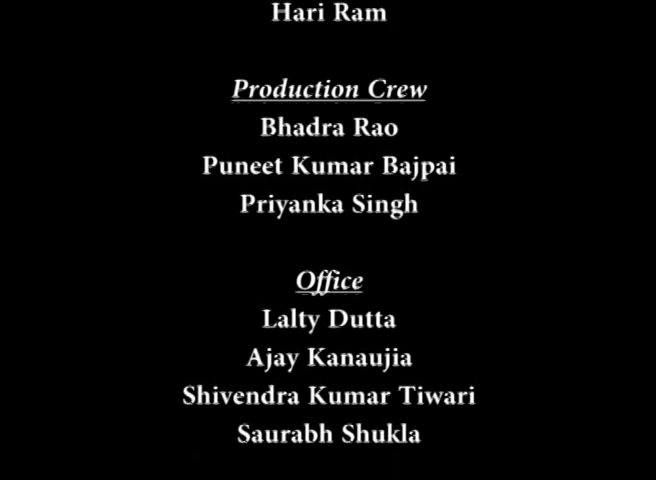 Hari Ram
Production Crew
Bhadra Rao
Puneet Kumar Bajpai
Priyanka Singh
Office
Lalty Dutta
Ajay Kanaujia
Shivendra Kumar Tiwari
Saurabh Shukla